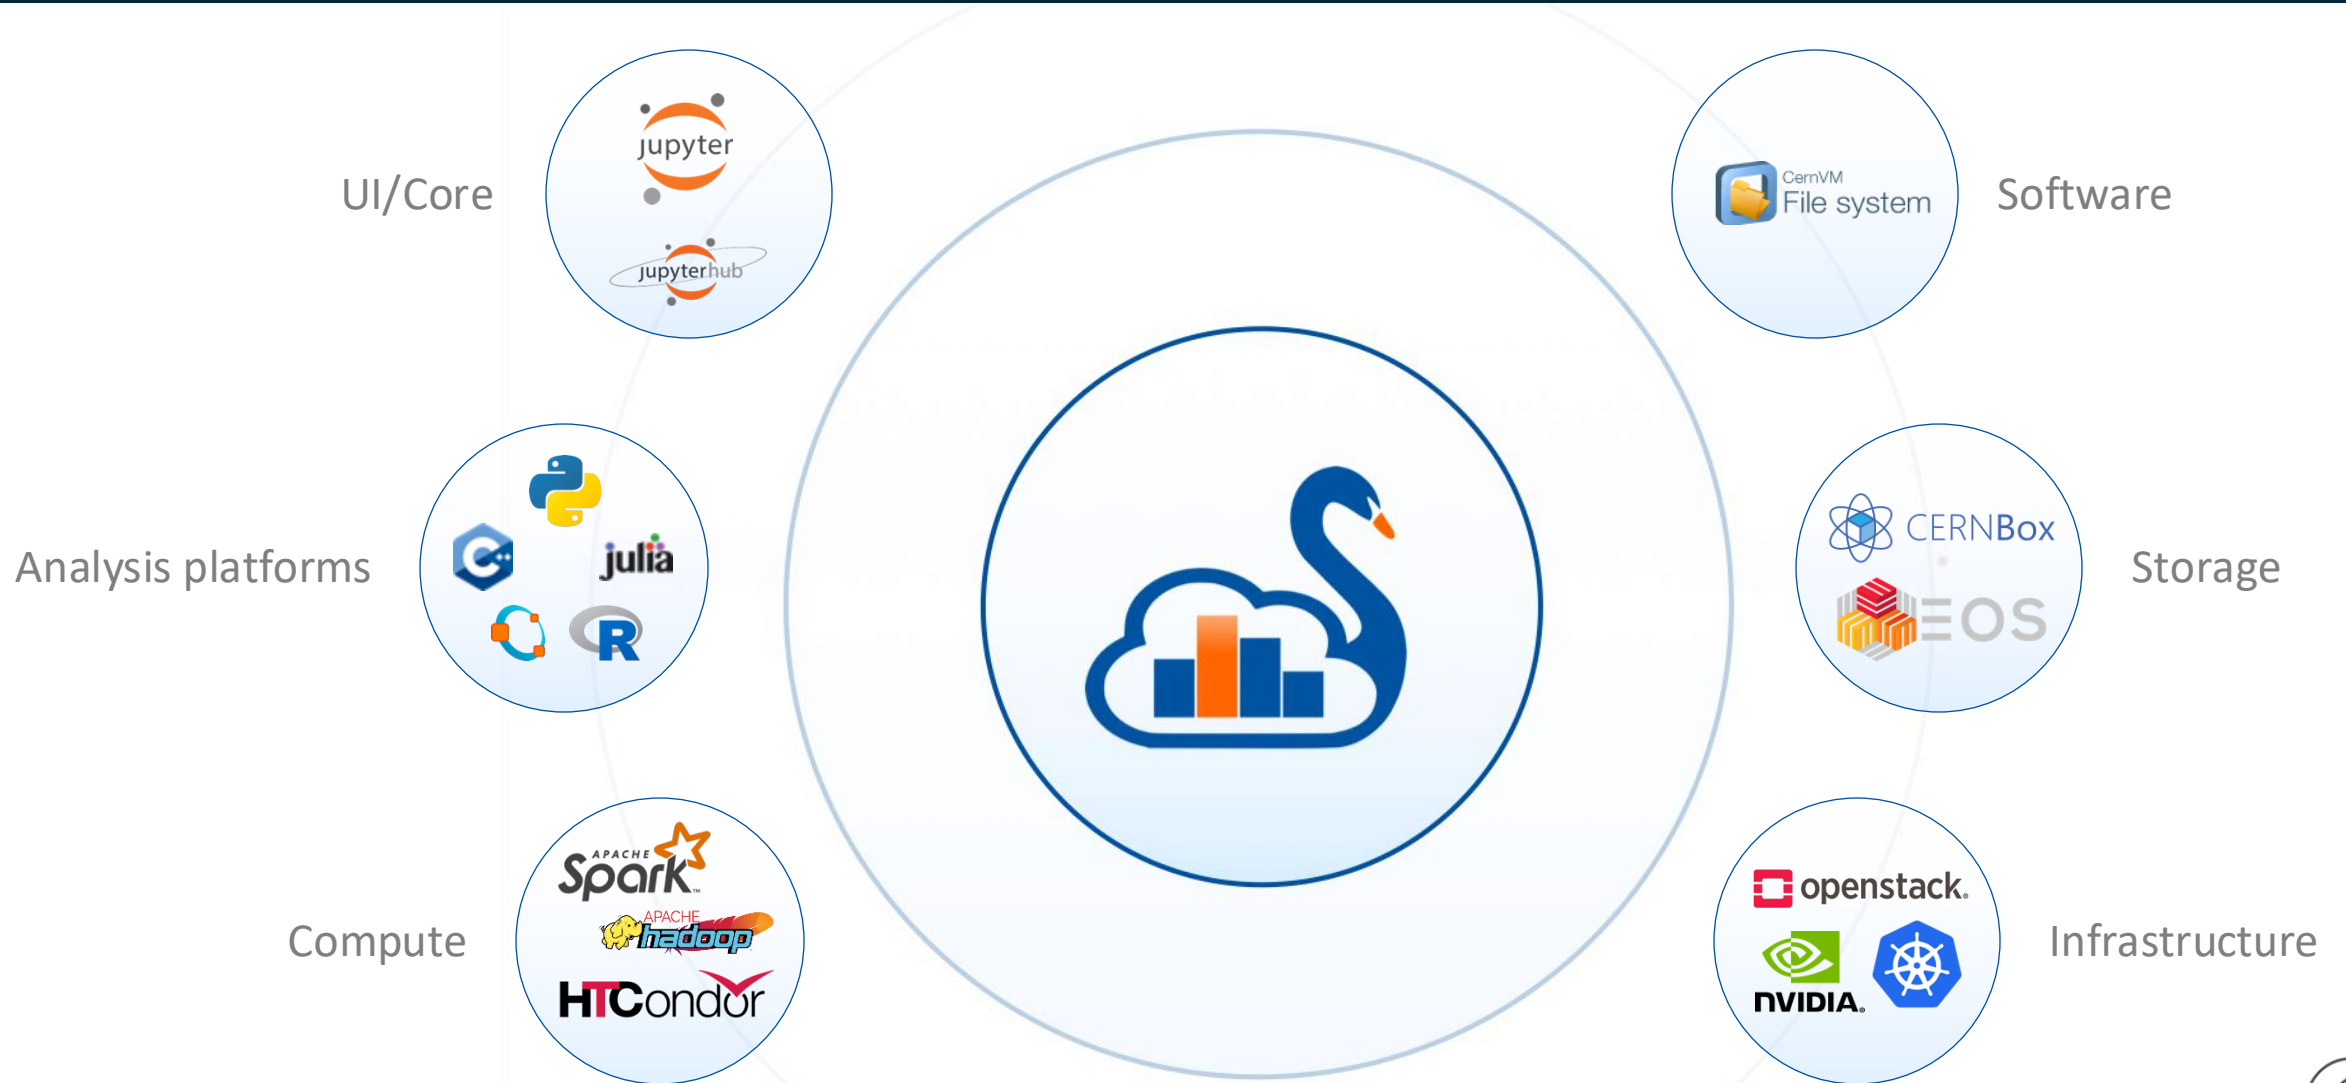 UI/Core
jupyter
jupyterhub
Analysis platforms
C++
julia
R
Compute
APACHE
Spark™
APACHE
hadoop
HTCondor
CernVM
File system
Software
CERNBox
EOS
Storage
openstack.
NVIDIA.
Infrastructure